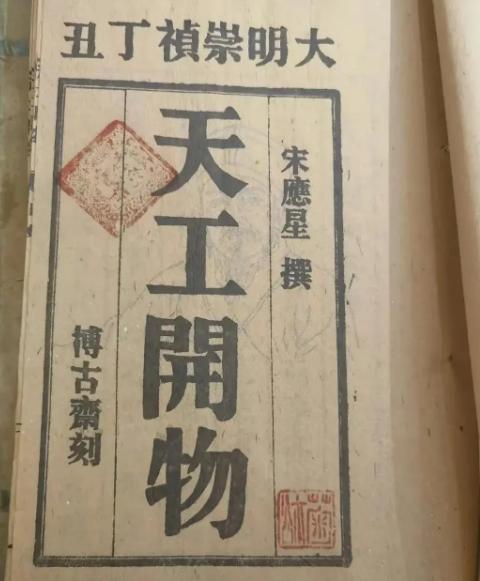 大明崇禎丁丑
宋應星 撰
天工開物
博古齋刻